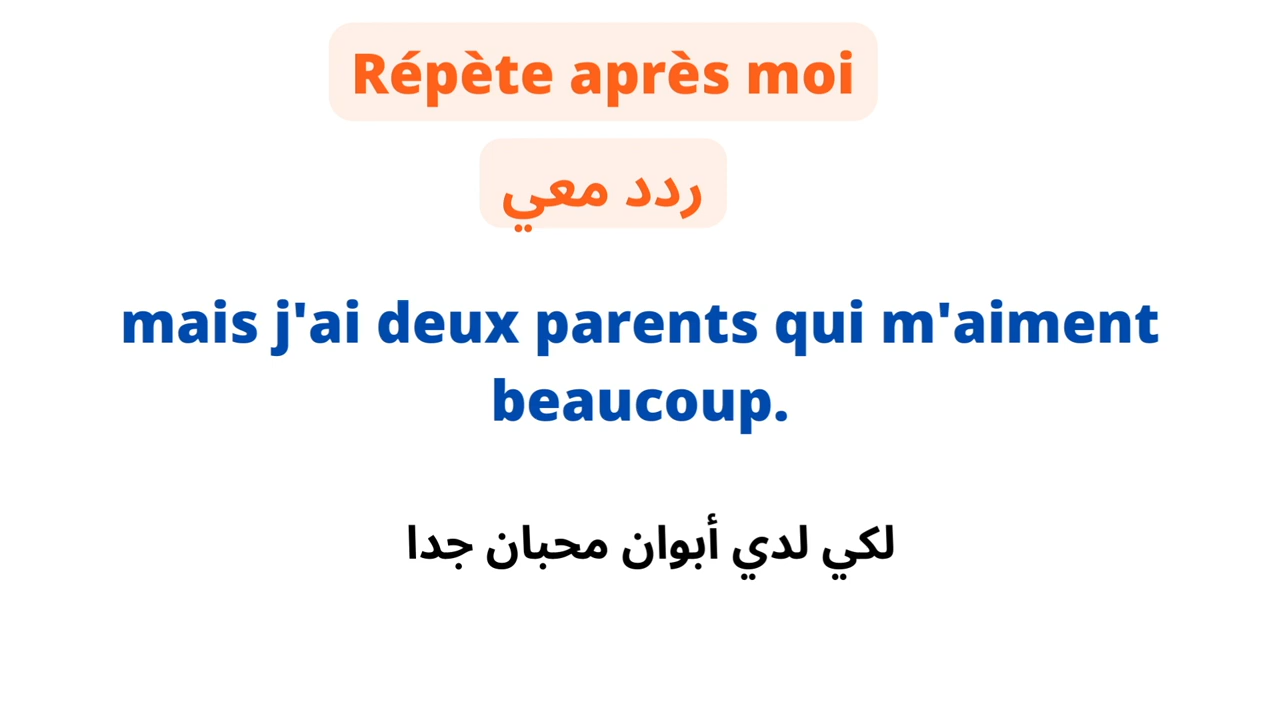 Répète après moi
ردد معي
mais j'ai deux parents qui m'aiment
beaucoup.
لكي لدي أبوان محبان جدا